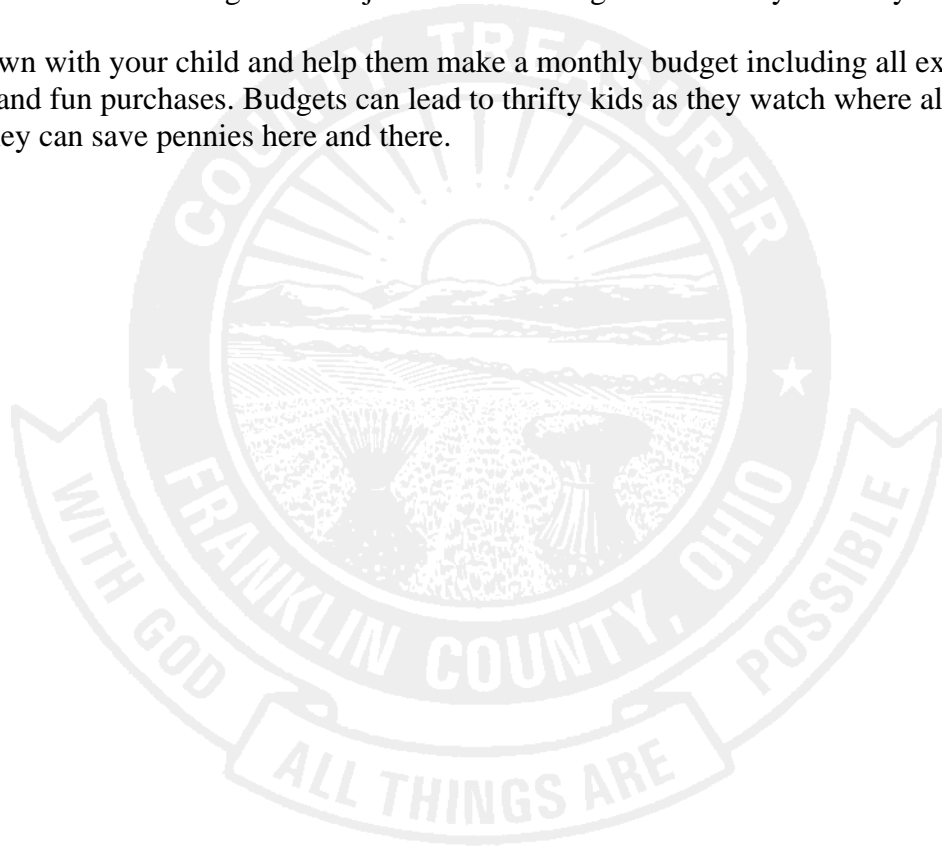 wn with your child and help them make a monthly budget including all ex
and fun purchases. Budgets can lead to thrifty kids as they watch where al
ey can save pennies here and there.
COUNTY TREASURER
FRANKLIN COUNTY, OHIO
WITH GOD
ALL THINGS ARE
POSSIBLE